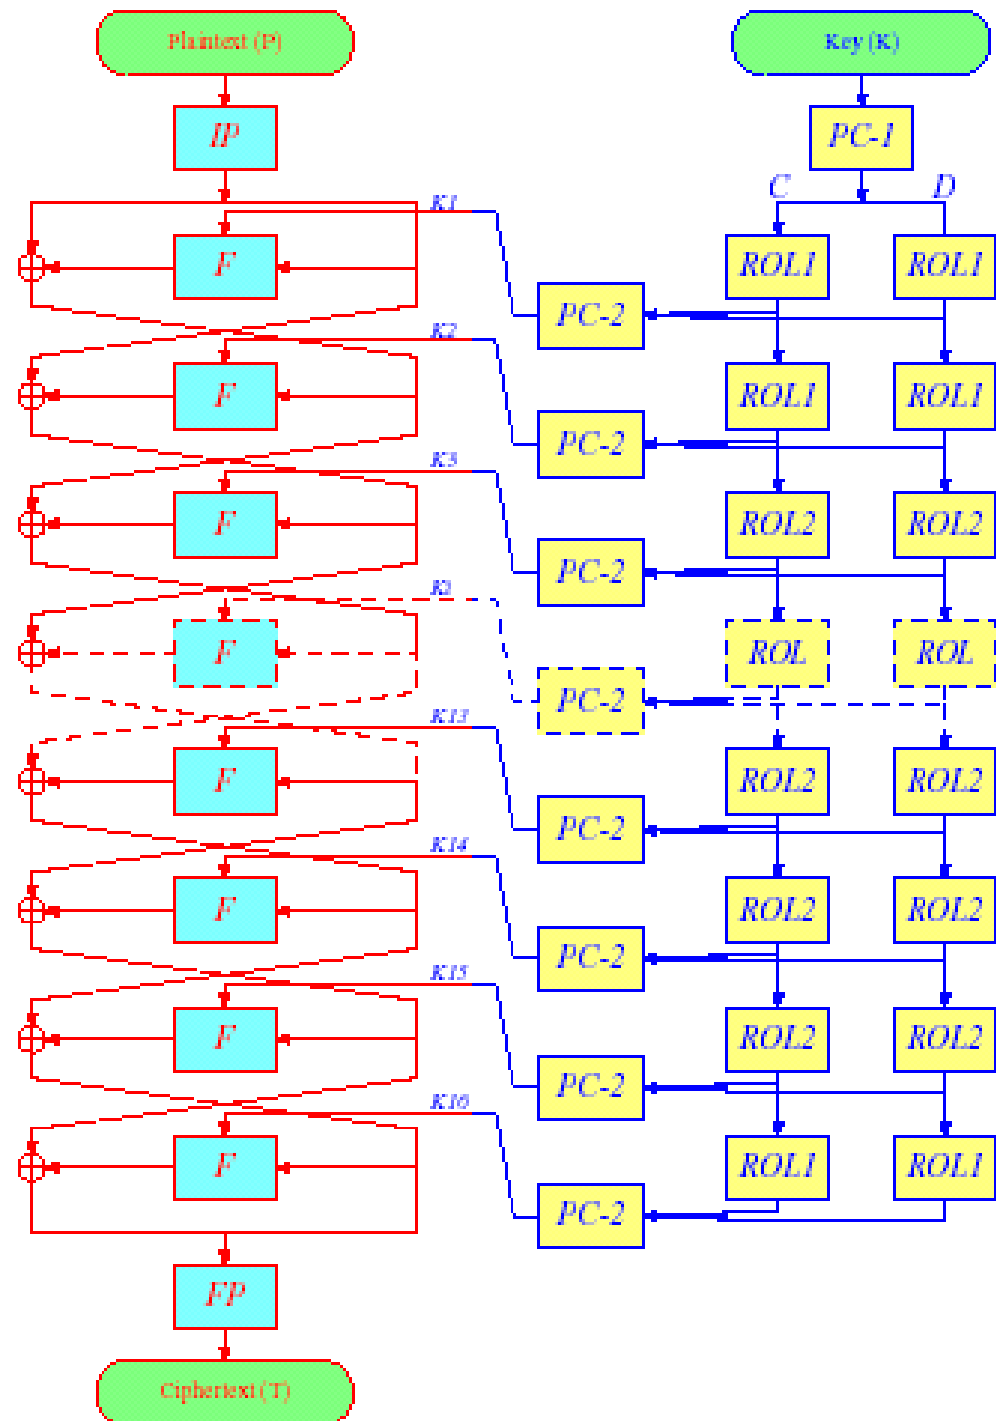 Plaintext (P) Key (K)
IP PC-1
C D
K1
F ROL1 ROL1
PC-2
K2
F ROL1 ROL1
PC-2
K3
F ROL2 ROL2
PC-2
Ki
F ROL ROL
PC-2
K13
F ROL2 ROL2
PC-2
K14
F ROL2 ROL2
PC-2
K15
F ROL2 ROL2
PC-2
K16
F ROL1 ROL1
PC-2
FP
Ciphertext (T)